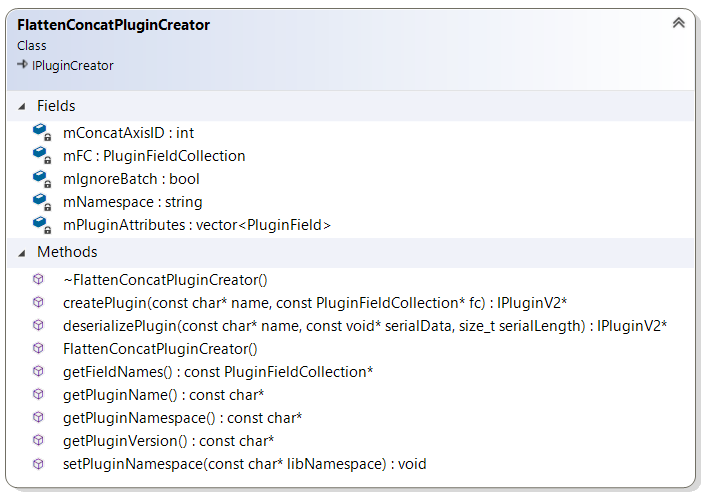 FlattenConcatPluginCreator
Class
IPluginCreator
Fields
mConcatAxisID : int
mFC : PluginFieldCollection
mIgnoreBatch : bool
mNamespace : string
mPluginAttributes : vector<PluginField>
Methods
~FlattenConcatPluginCreator()
createPlugin(const char* name, const PluginFieldCollection* fc) : IPluginV2*
deserializePlugin(const char* name, const void* serialData, size_t serialLength) : IPluginV2*
FlattenConcatPluginCreator()
getFieldNames() : const PluginFieldCollection*
getPluginName() : const char*
getPluginNamespace() : const char*
getPluginVersion() : const char*
setPluginNamespace(const char* libNamespace) : void